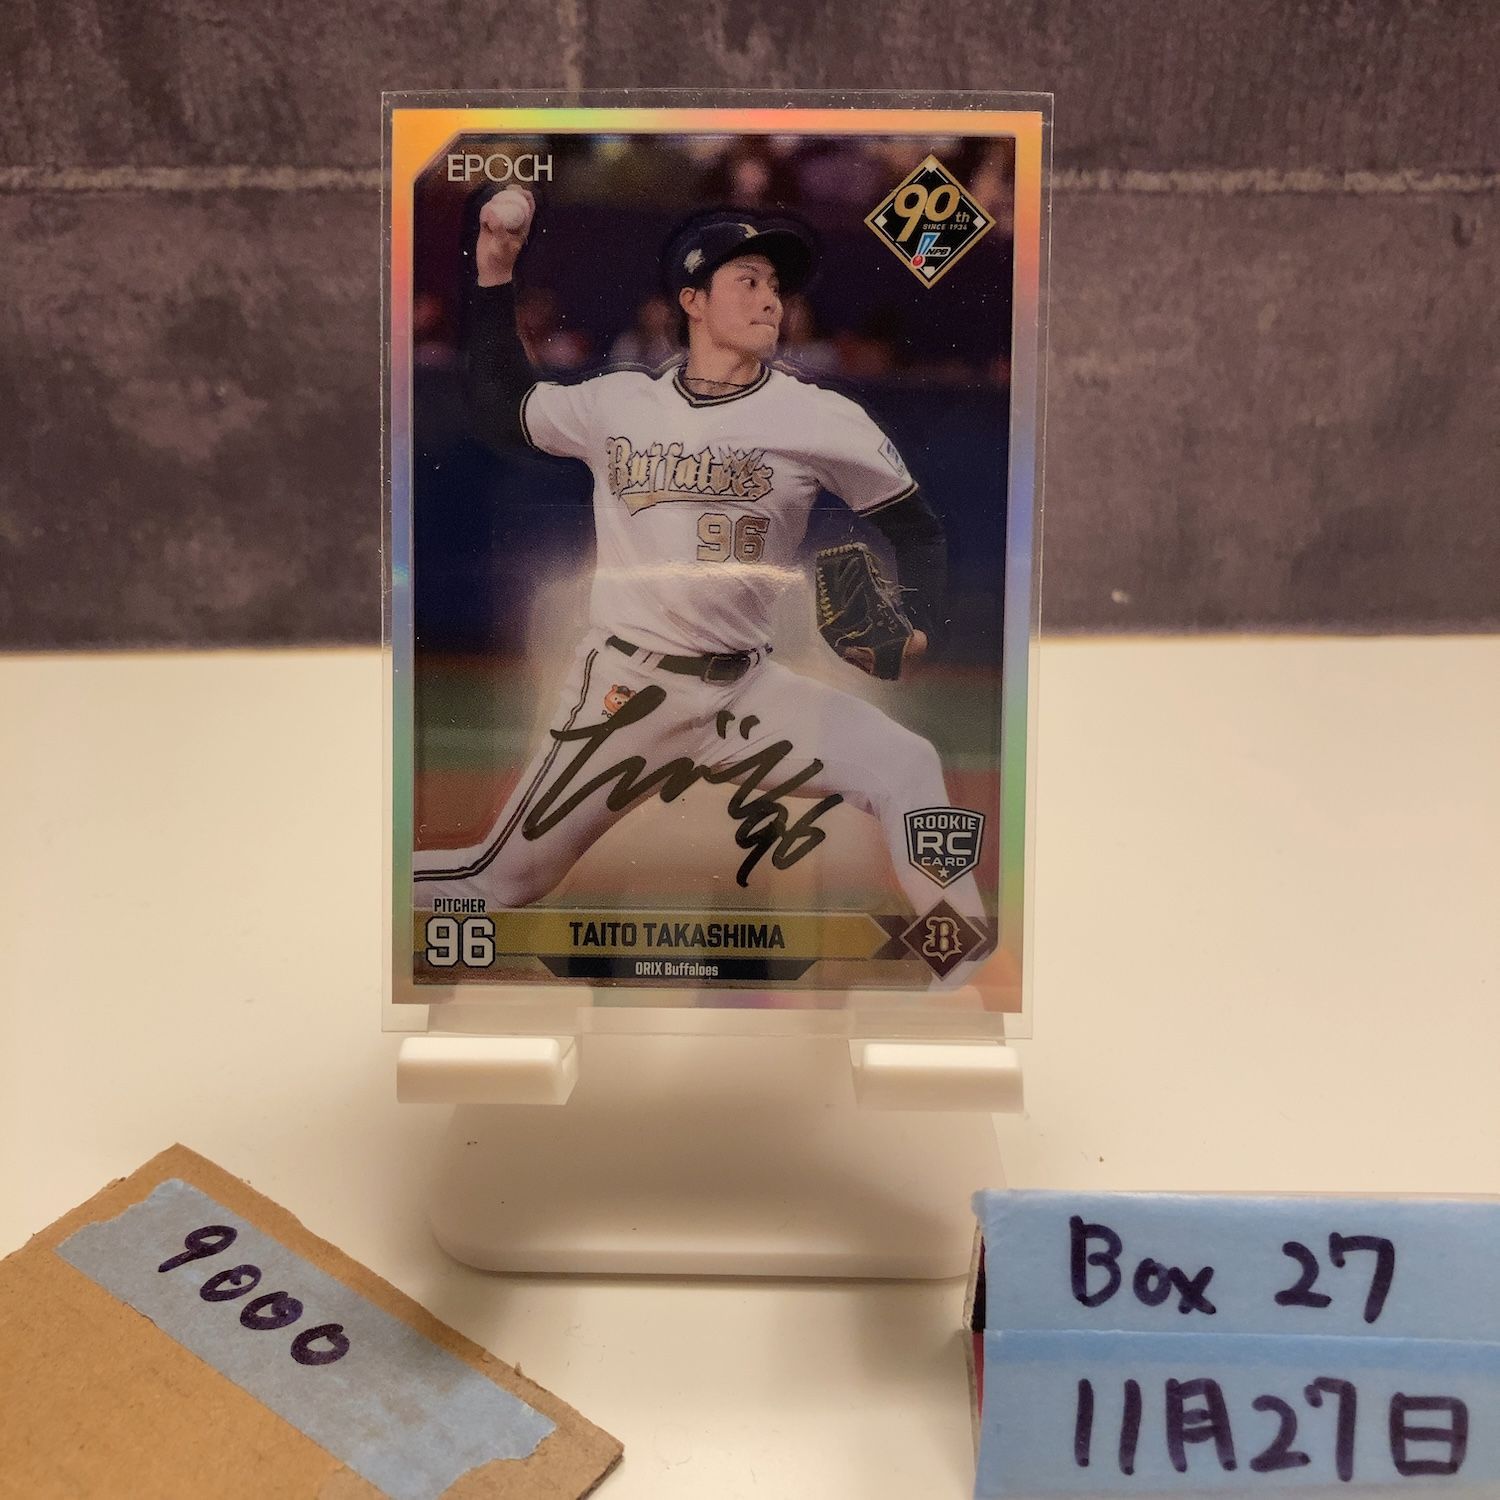 EPOCH
90th
SINCE 1934
NPB
Buffaloes
96
96
ROOKIE
RC
CARD
PITCHER
96
TAITO TAKASHIMA
B
ORIX Buffaloes
9000
Box 27
11月27日